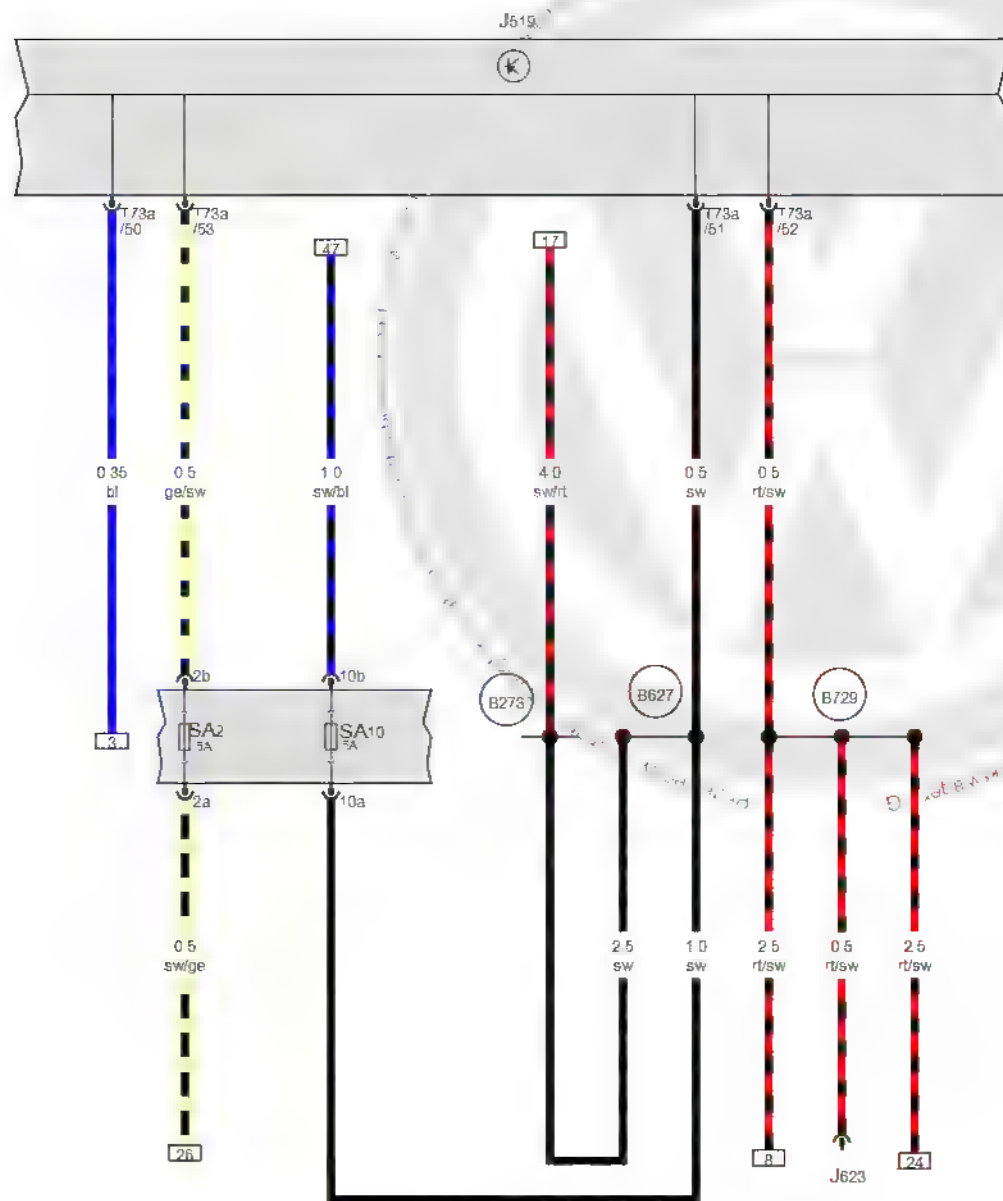 J519
K
T73a
/50
T73a
/53
T73a
/51
T73a
/52
47
17
0.35
bl
0.5
ge/sw
1.0
sw/bl
4.0
sw/rt
0.5
sw
0.5
rt/sw
2b
10b
B273
B627
B729
3
SA2
5A
SA10
5A
2a
10a
0.5
sw/ge
2.5
sw
1.0
sw
2.5
rt/sw
0.5
rt/sw
2.5
rt/sw
26
8
J623
24